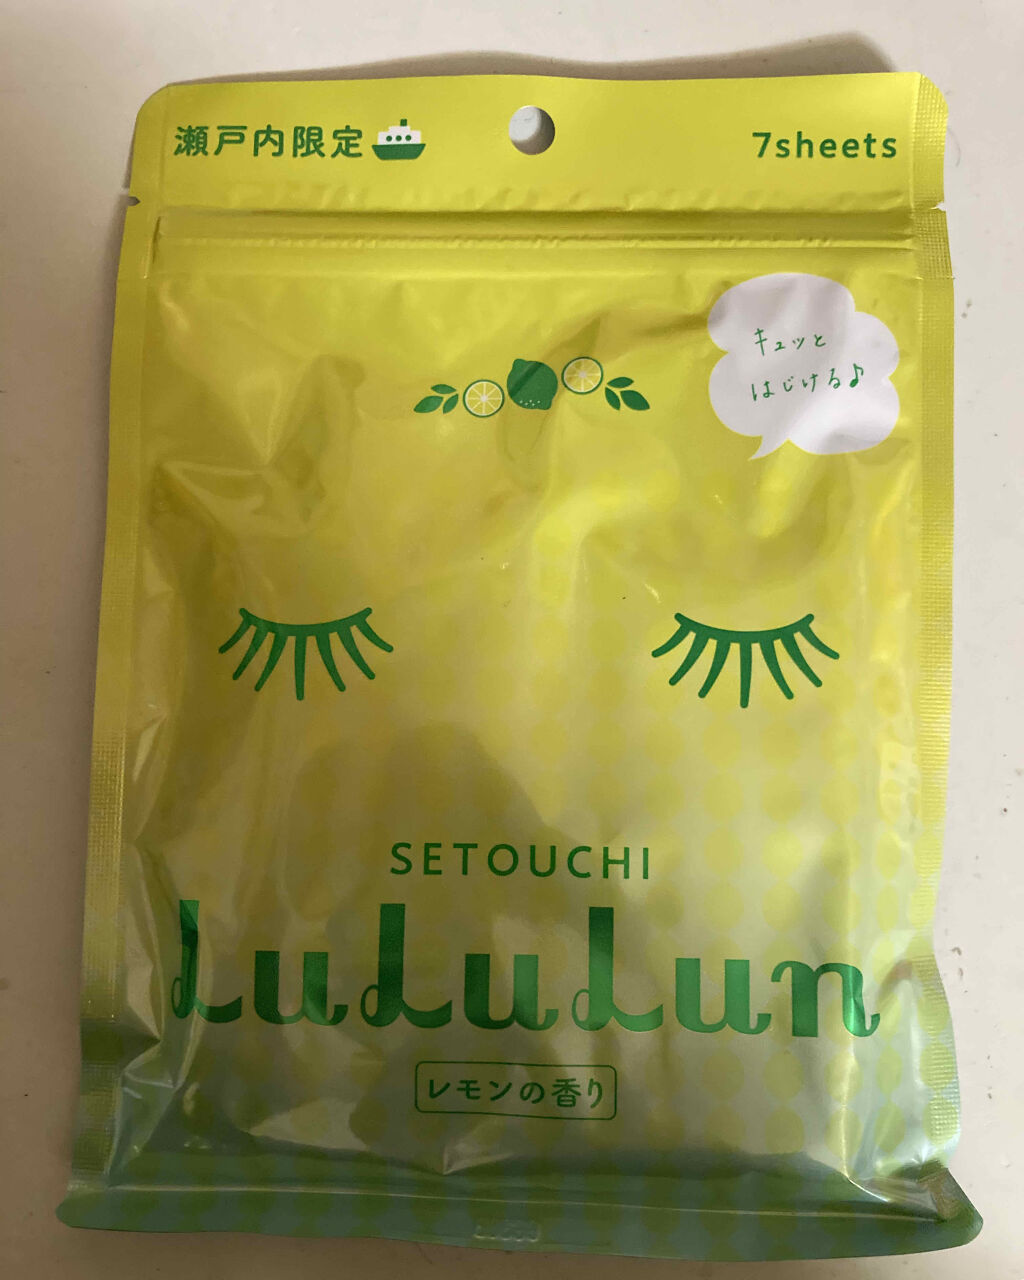 瀬戸内限定
7sheets
キュッと
はじける♪
SETOUCHI
LuLuLun
レモンの香り